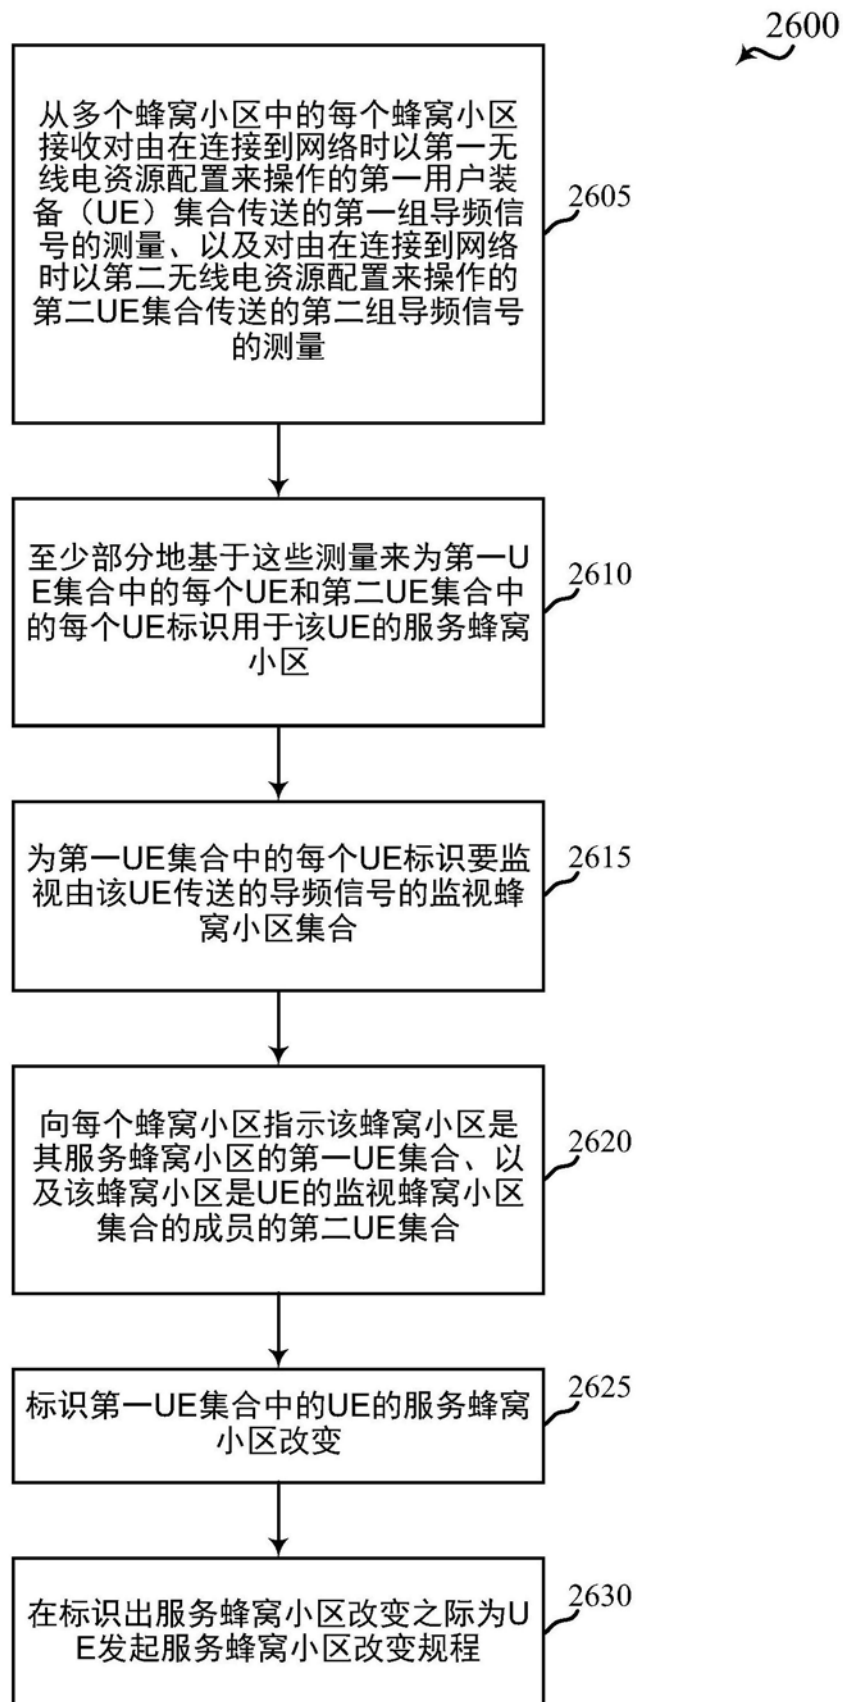 2600
从多个蜂窝小区中的每个蜂窝小区
接收对由在连接到网络时以第一无
线电资源配置来操作的第一用户装
备（UE）集合传送的第一组导频信
号的测量、以及对由在连接到网络
时以第二无线电资源配置来操作的
第二UE集合传送的第二组导频信号
的测量
2605
至少部分地基于这些测量来为第一U
E集合中的每个UE和第二UE集合中
的每个UE标识用于该UE的服务蜂窝
小区
2610
为第一UE集合中的每个UE标识要监
视由该UE传送的导频信号的监视蜂
窝小区集合
2615
向每个蜂窝小区指示该蜂窝小区是
其服务蜂窝小区的第一UE集合、以
及该蜂窝小区是UE的监视蜂窝小区
集合的成员的第二UE集合
2620
标识第一UE集合中的UE的服务蜂窝
小区改变
2625
在标识出服务蜂窝小区改变之际为U
E发起服务蜂窝小区改变规程
2630